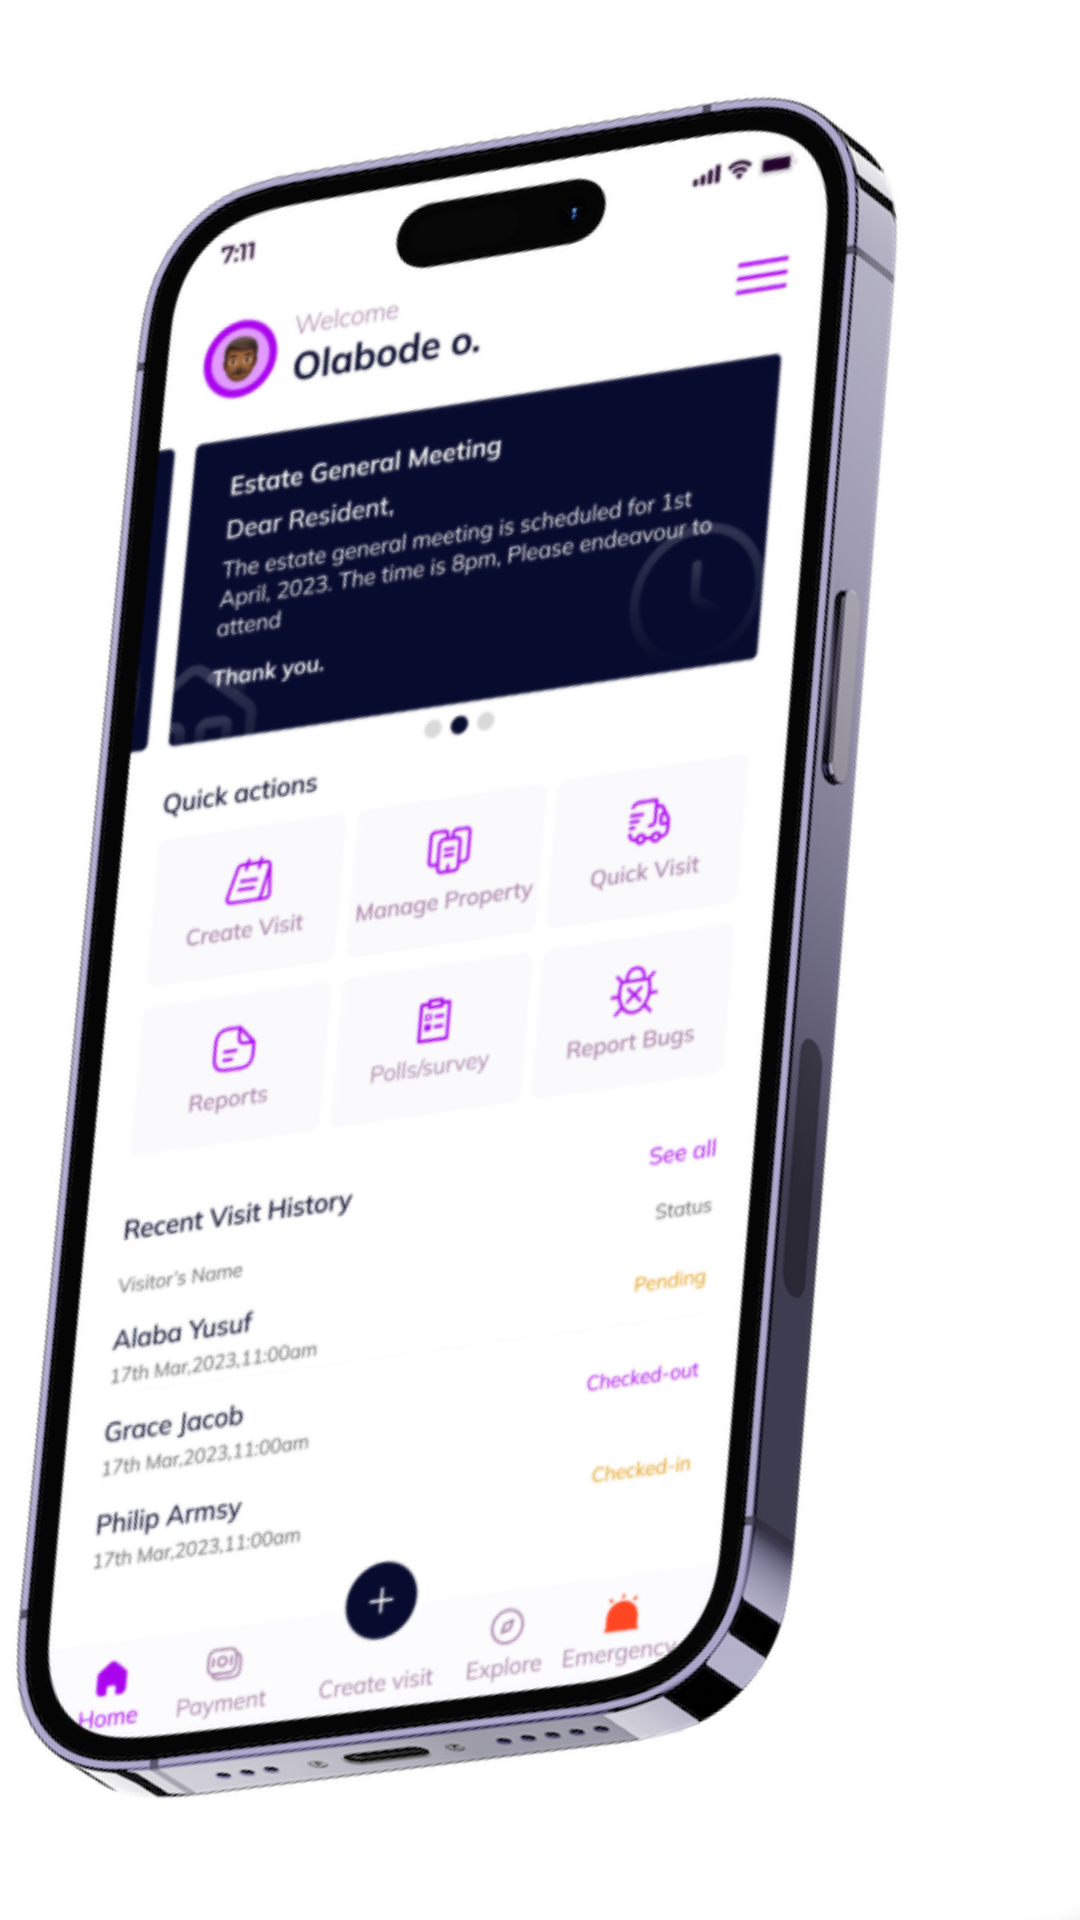 7:11
Welcome
Olabode o.
Estate General Meeting
Dear Resident,
The estate general meeting is scheduled for 1st
April, 2023. The time is 8pm, Please endeavour to
attend
Thank you.
Quick actions
Create Visit
Manage Property
Quick Visit
Reports
Polls/survey
Report Bugs
See all
Recent Visit History
Visitor's Name
Status
Alaba Yusuf
17th Mar,2023,11:00am
Pending
Grace Jacob
17th Mar,2023,11:00am
Checked-out
Philip Armsy
17th Mar,2023,11:00am
Checked-in
Home
Payment
Create visit
Explore
Emergency